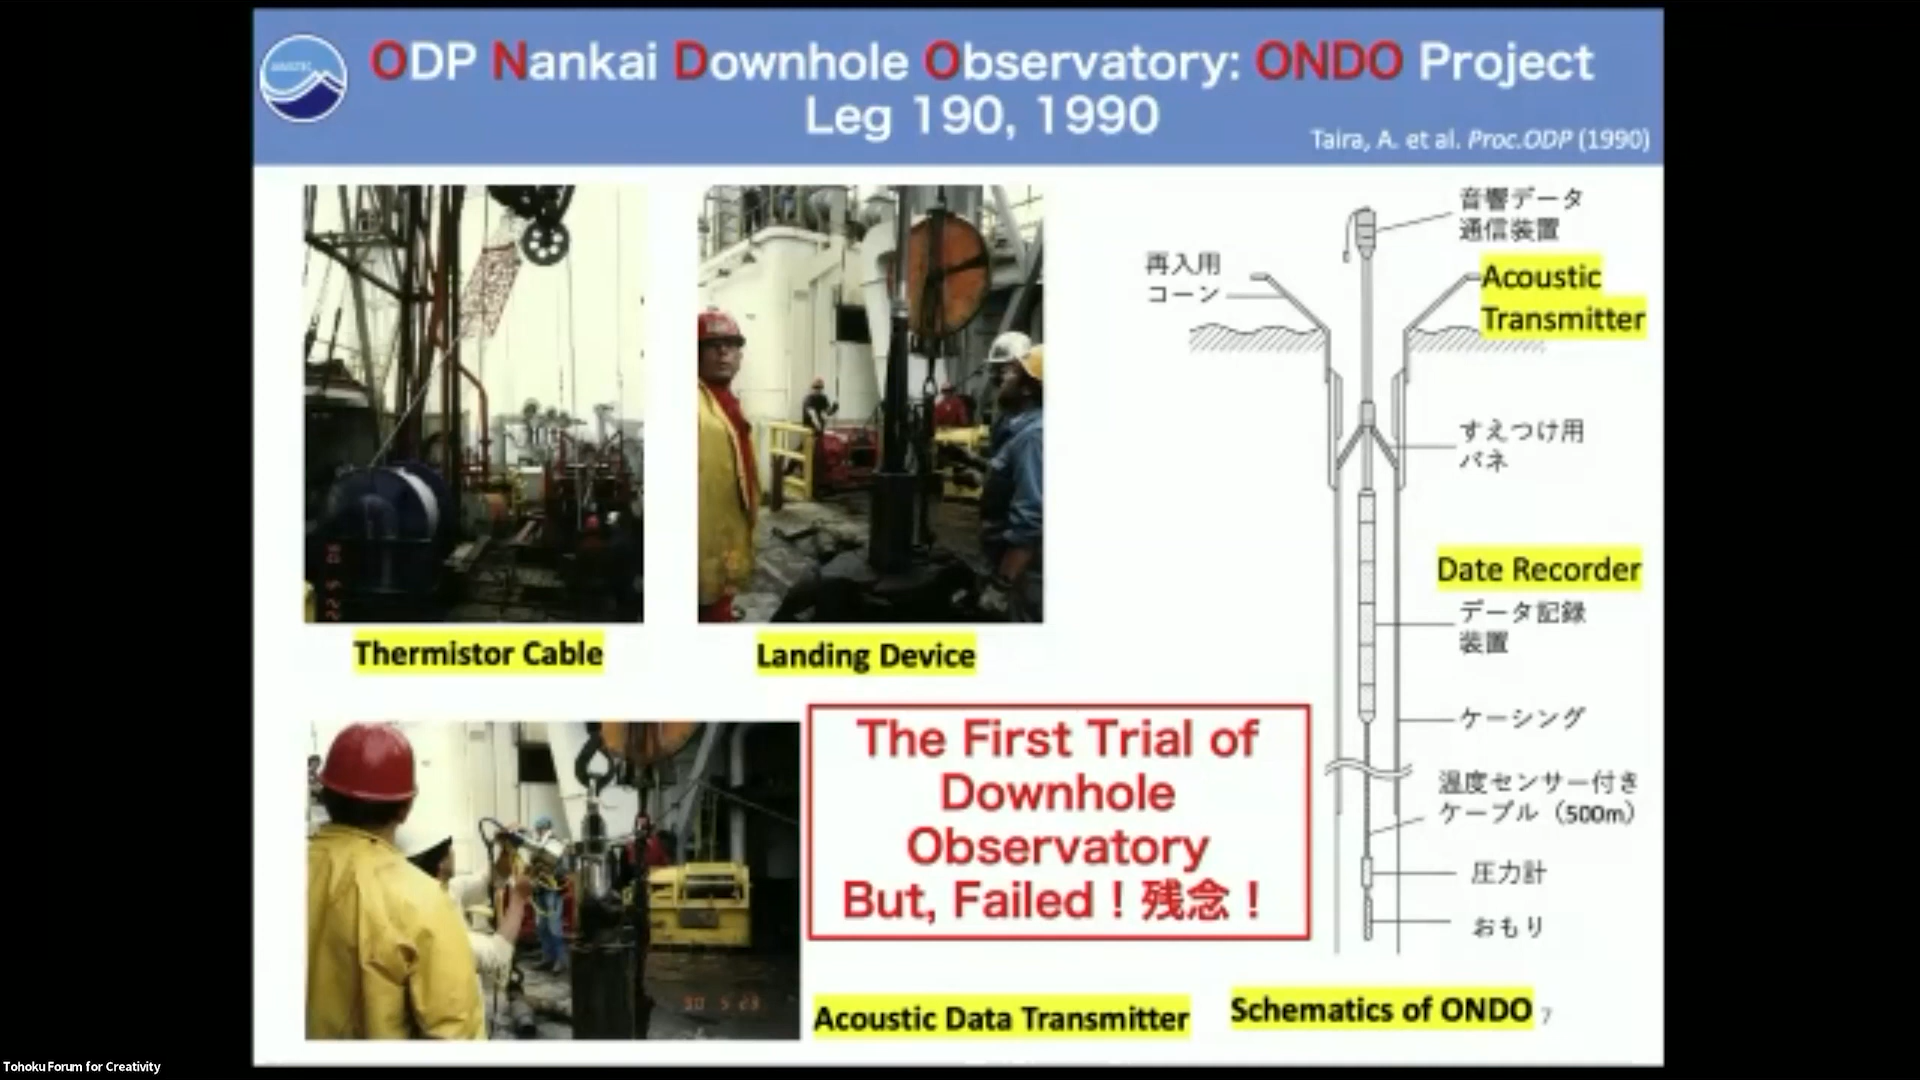 ODP Nankai Downhole Observatory: ONDO Project
Leg 190, 1990
Taira, A. et al. Proc.ODP (1990)
JAMSTEC
音響データ
通信装置
再入用
コーン
Acoustic
Transmitter
すえつけ用
バネ
Date Recorder
データ記録
装置
Thermistor Cable
Landing Device
The First Trial of
Downhole
Observatory
But, Failed！残念！
ケーシング
温度センサー付き
ケーブル（500m）
圧力計
おもり
90 5 23
Acoustic Data Transmitter
Schematics of ONDO
7
Tohoku Forum for Creativity